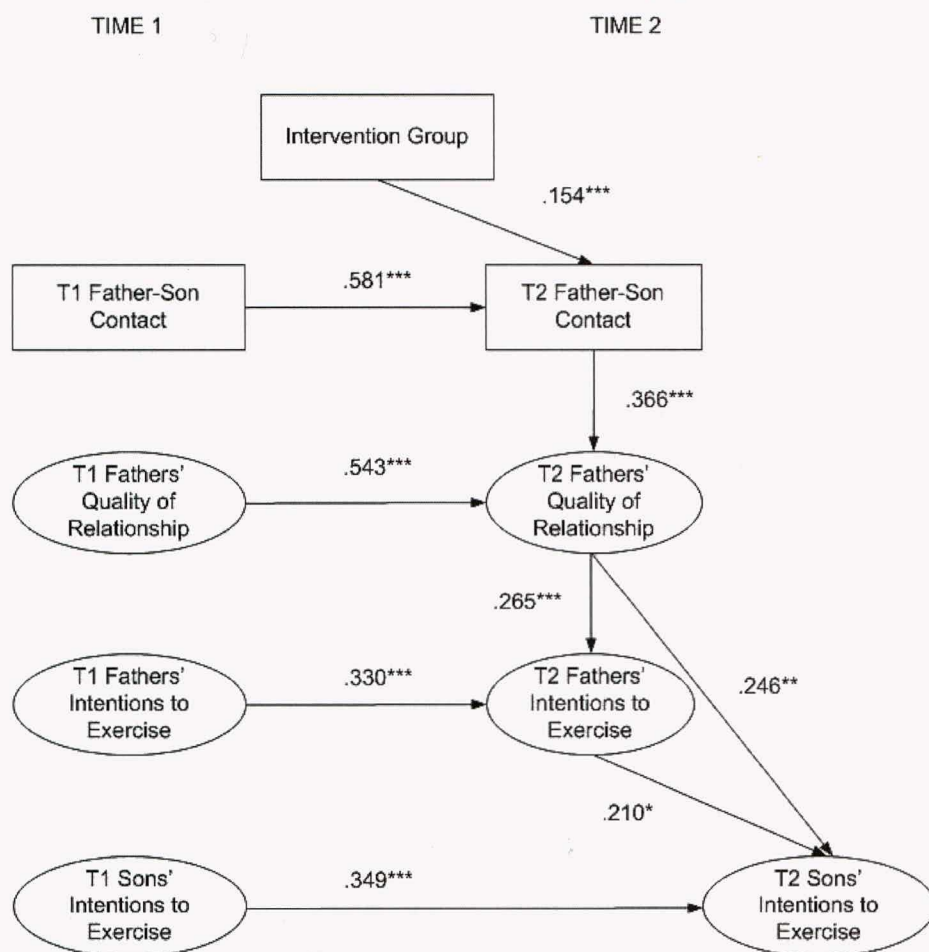 TIME 1
TIME 2
Intervention Group
.154***
T1 Father-Son
Contact
.581***
T2 Father-Son
Contact
.366***
T1 Fathers'
Quality of
Relationship
.543***
T2 Fathers'
Quality of
Relationship
.265***
T1 Fathers'
Intentions to
Exercise
.330***
T2 Fathers'
Intentions to
Exercise
.246**
.210*
T1 Sons'
Intentions to
Exercise
.349***
T2 Sons'
Intentions to
Exercise